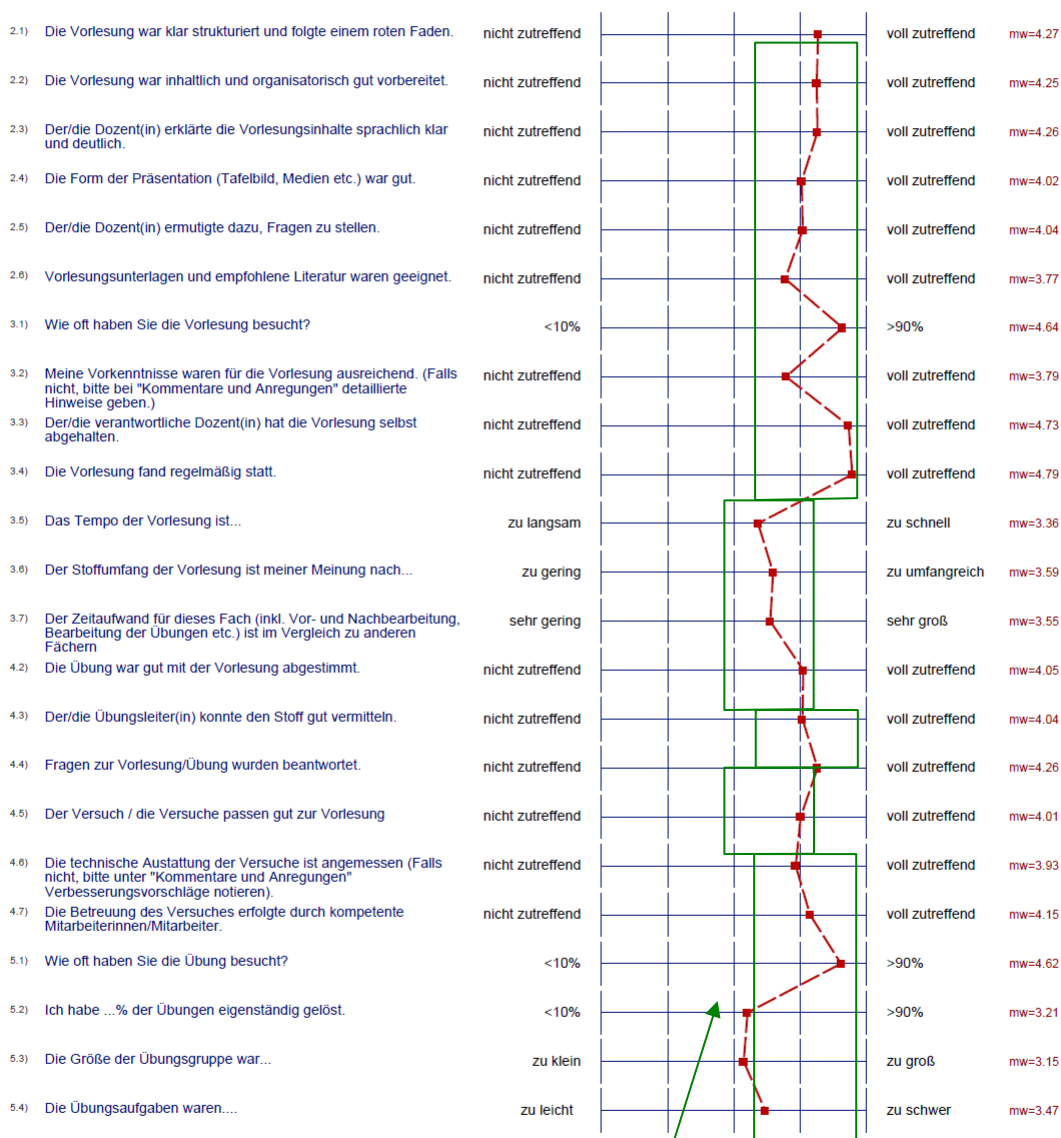 2.1) Die Vorlesung war klar strukturiert und folgte einem roten Faden. nicht zutreffend voll zutreffend mw=4.27
2.2) Die Vorlesung war inhaltlich und organisatorisch gut vorbereitet. nicht zutreffend voll zutreffend mw=4.25
2.3) Der/die Dozent(in) erklärte die Vorlesungsinhalte sprachlich klar
und deutlich. nicht zutreffend voll zutreffend mw=4.26
2.4) Die Form der Präsentation (Tafelbild, Medien etc.) war gut. nicht zutreffend voll zutreffend mw=4.02
2.5) Der/die Dozent(in) ermutigte dazu, Fragen zu stellen. nicht zutreffend voll zutreffend mw=4.04
2.6) Vorlesungsunterlagen und empfohlene Literatur waren geeignet. nicht zutreffend voll zutreffend mw=3.77
3.1) Wie oft haben Sie die Vorlesung besucht? <10% >90% mw=4.64
3.2) Meine Vorkenntnisse waren für die Vorlesung ausreichend. (Falls
nicht, bitte bei "Kommentare und Anregungen" detaillierte
Hinweise geben.) nicht zutreffend voll zutreffend mw=3.79
3.3) Der/die verantwortliche Dozent(in) hat die Vorlesung selbst
abgehalten. nicht zutreffend voll zutreffend mw=4.73
3.4) Die Vorlesung fand regelmäßig statt. nicht zutreffend voll zutreffend mw=4.79
3.5) Das Tempo der Vorlesung ist... zu langsam zu schnell mw=3.36
3.6) Der Stoffumfang der Vorlesung ist meiner Meinung nach... zu gering zu umfangreich mw=3.59
3.7) Der Zeitaufwand für dieses Fach (inkl. Vor- und Nachbearbeitung,
Bearbeitung der Übungen etc.) ist im Vergleich zu anderen
Fächern sehr gering sehr groß mw=3.55
4.2) Die Übung war gut mit der Vorlesung abgestimmt. nicht zutreffend voll zutreffend mw=4.05
4.3) Der/die Übungsleiter(in) konnte den Stoff gut vermitteln. nicht zutreffend voll zutreffend mw=4.04
4.4) Fragen zur Vorlesung/Übung wurden beantwortet. nicht zutreffend voll zutreffend mw=4.26
4.5) Der Versuch / die Versuche passen gut zur Vorlesung nicht zutreffend voll zutreffend mw=4.01
4.6) Die technische Austattung der Versuche ist angemessen (Falls
nicht, bitte unter "Kommentare und Anregungen"
Verbesserungsvorschläge notieren). nicht zutreffend voll zutreffend mw=3.93
4.7) Die Betreuung des Versuches erfolgte durch kompetente
Mitarbeiterinnen/Mitarbeiter. nicht zutreffend voll zutreffend mw=4.15
5.1) Wie oft haben Sie die Übung besucht? <10% >90% mw=4.62
5.2) Ich habe ...% der Übungen eigenständig gelöst. <10% >90% mw=3.21
5.3) Die Größe der Übungsgruppe war... zu klein zu groß mw=3.15
5.4) Die Übungsaufgaben waren.... zu leicht zu schwer mw=3.47